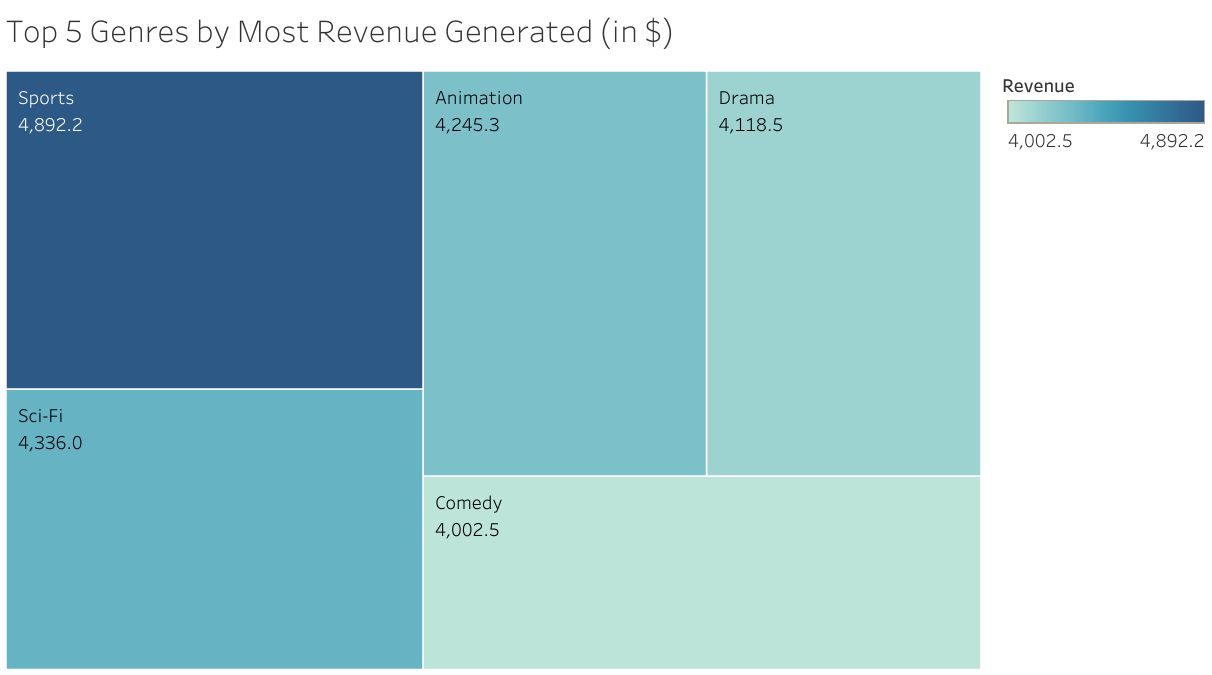 Top 5 Genres by Most Revenue Generated (in $)
Sports
4,892.2
Animation
4,245.3
Drama
4,118.5
Sci-Fi
4,336.0
Comedy
4,002.5
Revenue
4,002.5 4,892.2